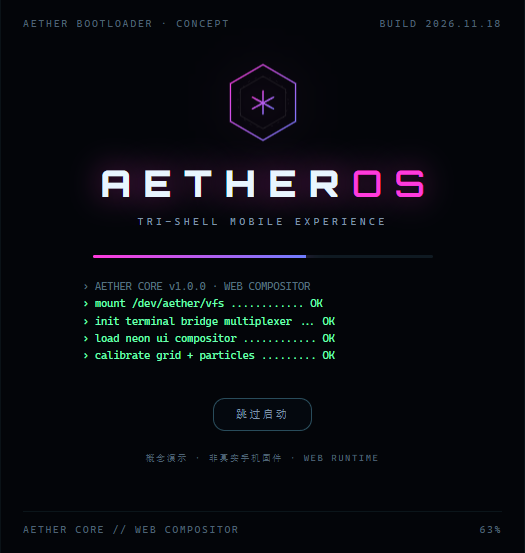 AETHER BOOTLOADER · CONCEPT
BUILD 2026.11.18
AETHEROS
TRI-SHELL MOBILE EXPERIENCE
› AETHER CORE v1.0.0 · WEB COMPOSITOR
› mount /dev/aether/vfs ............ OK
› init terminal bridge multiplexer ... OK
› load neon ui compositor ............ OK
› calibrate grid + particles ......... OK
跳过启动
概念演示 · 非真实手机固件 · WEB RUNTIME
AETHER CORE // WEB COMPOSITOR
63%